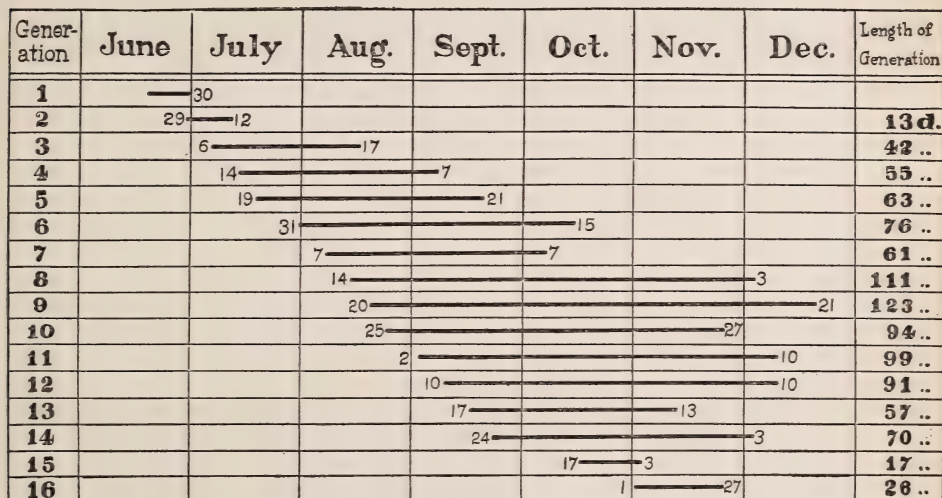 Gener-ation June July Aug. Sept. Oct. Nov. Dec. Length of Generation
1 30
2 29 12 13d.
3 6 17 42 ..
4 14 7 55 ..
5 19 21 63 ..
6 31 15 76 ..
7 7 7 61 ..
8 14 3 111 ..
9 20 21 123 ..
10 25 27 94 ..
11 2 10 99 ..
12 10 10 91 ..
13 17 13 57 ..
14 24 3 70 ..
15 17 3 17 ..
16 1 27 26 ..